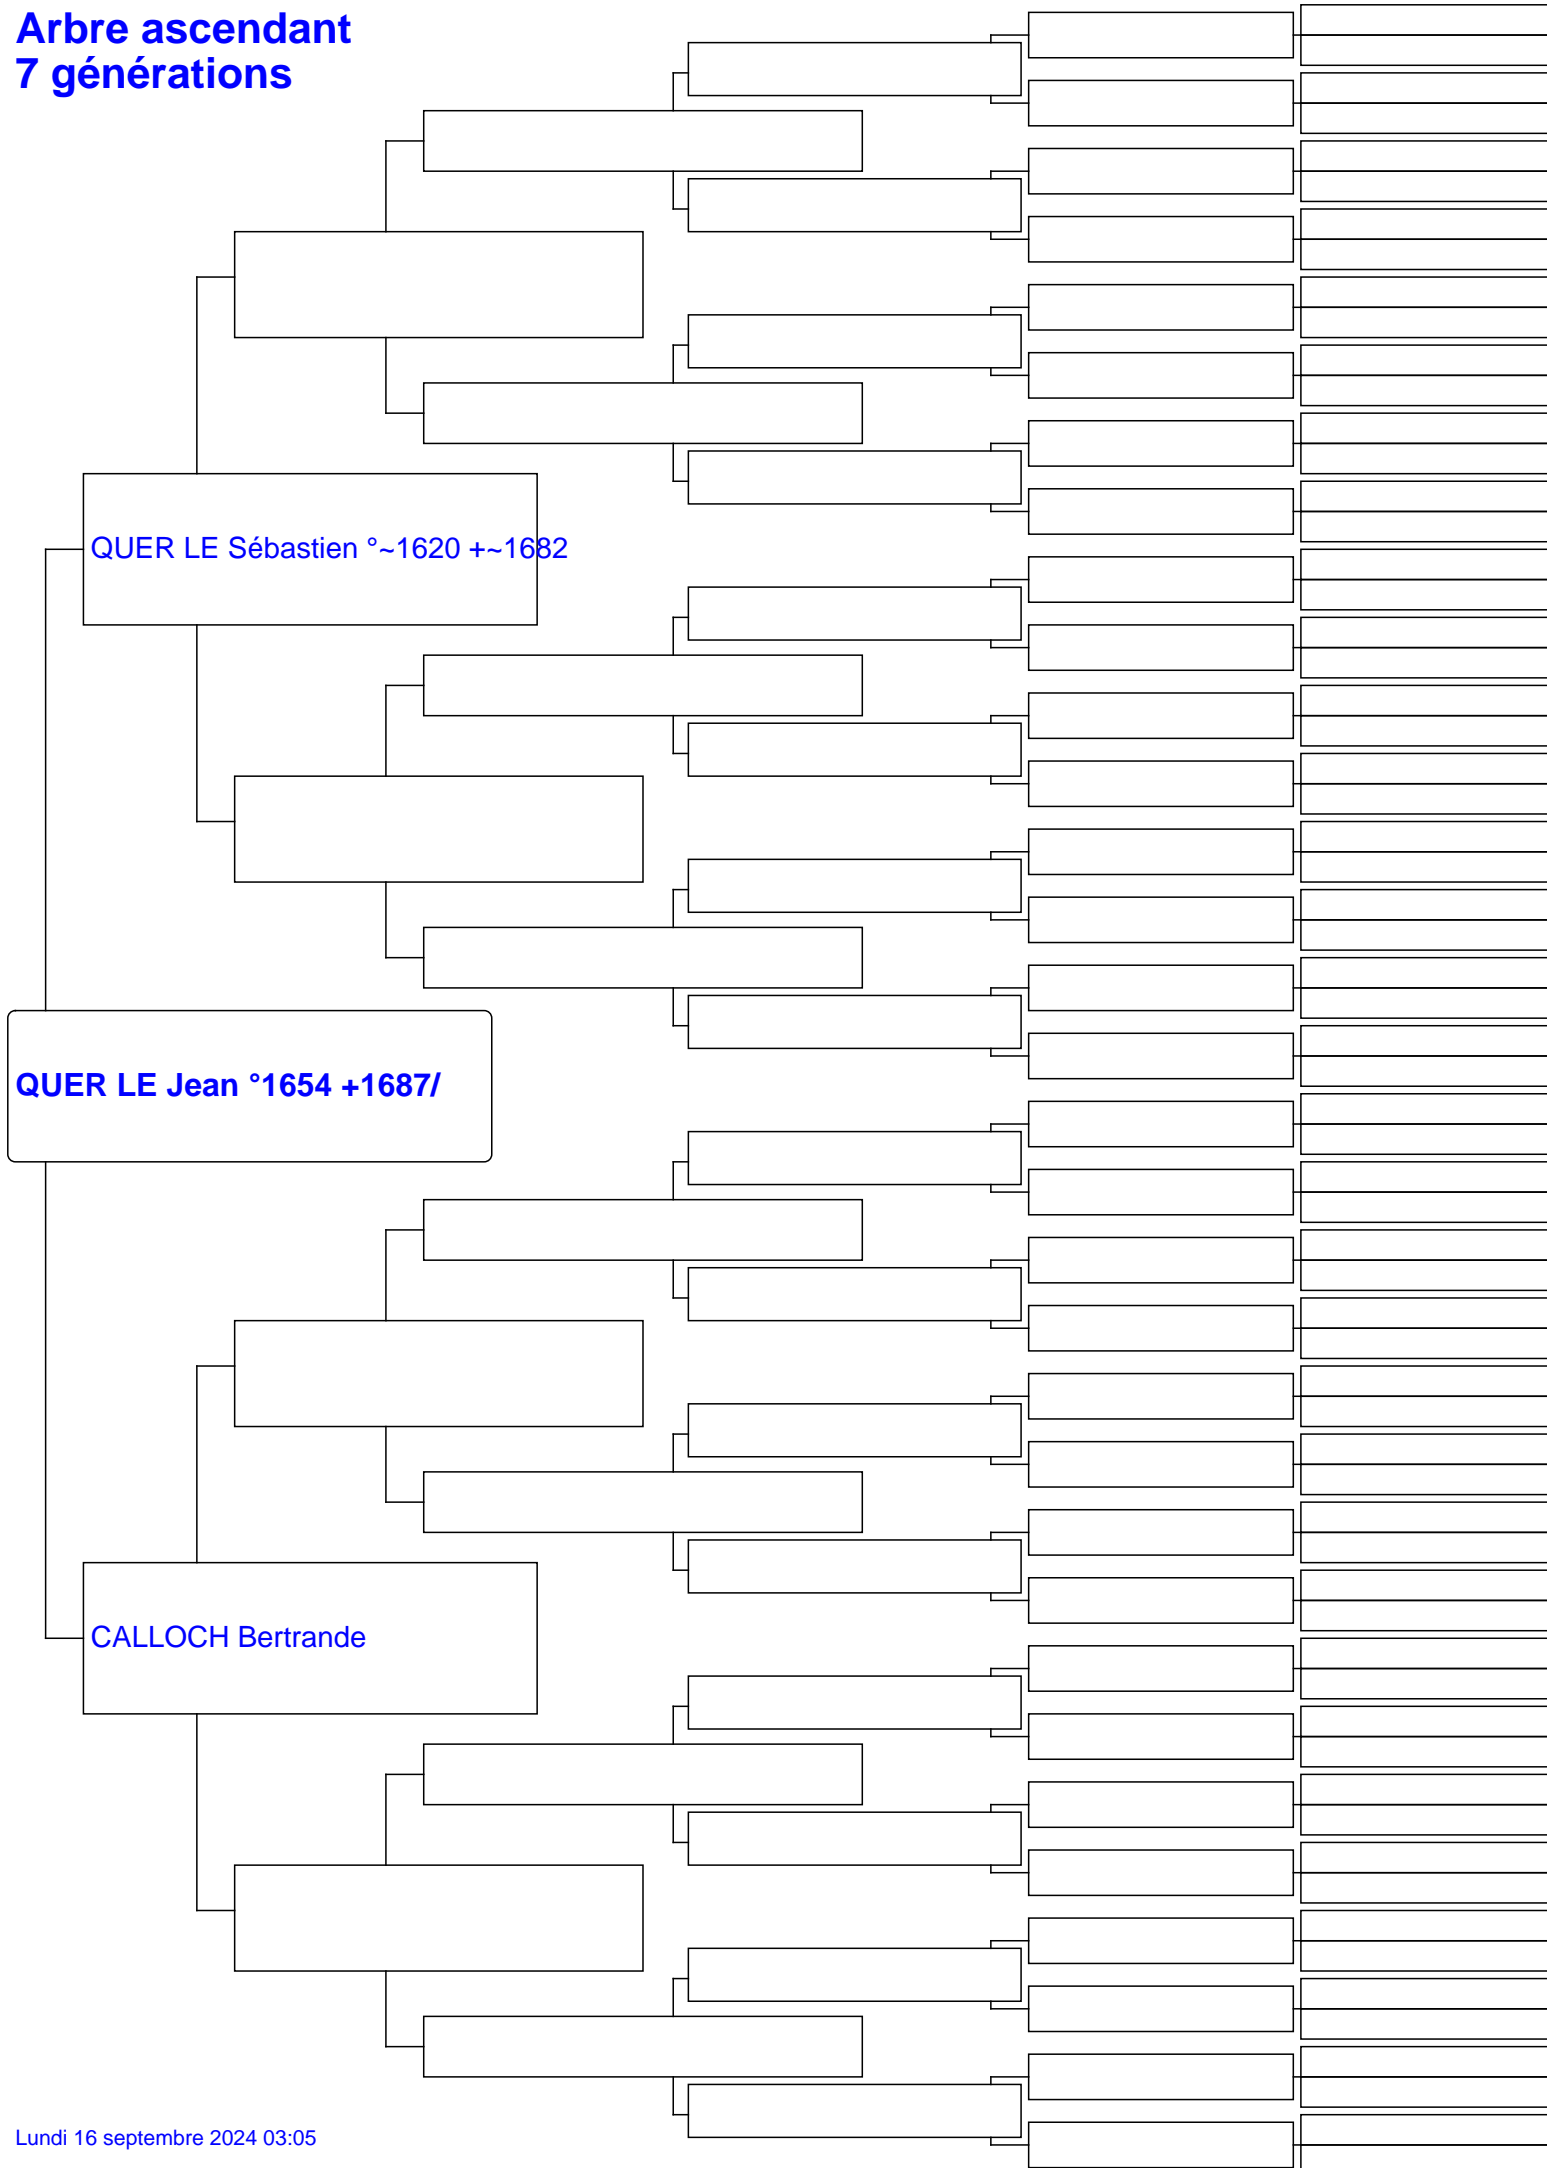 Arbre ascendant
7 générations
QUER LE Sébastien °~1620 +~1682
QUER LE Jean °1654 +1687/
CALLOCH Bertrande
Lundi 16 septembre 2024 03:05